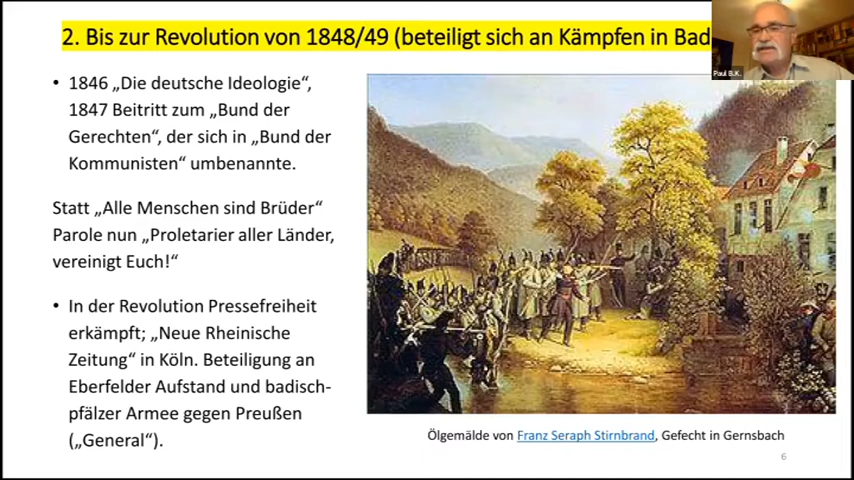 2. Bis zur Revolution von 1848/49 (beteiligt sich an Kämpfen in Bad
Paul B.K.
• 1846 „Die deutsche Ideologie“,
1847 Beitritt zum „Bund der
Gerechten“, der sich in „Bund der
Kommunisten“ umbenannte.
Statt „Alle Menschen sind Brüder“
Parole nun „Proletarier aller Länder,
vereinigt Euch!“
• In der Revolution Pressefreiheit
erkämpft; „Neue Rheinische
Zeitung“ in Köln. Beteiligung an
Eberfelder Aufstand und badisch-
pfälzer Armee gegen Preußen
(„General“).
Ölgemälde von Franz Seraph Stirnbrand, Gefecht in Gernsbach
6